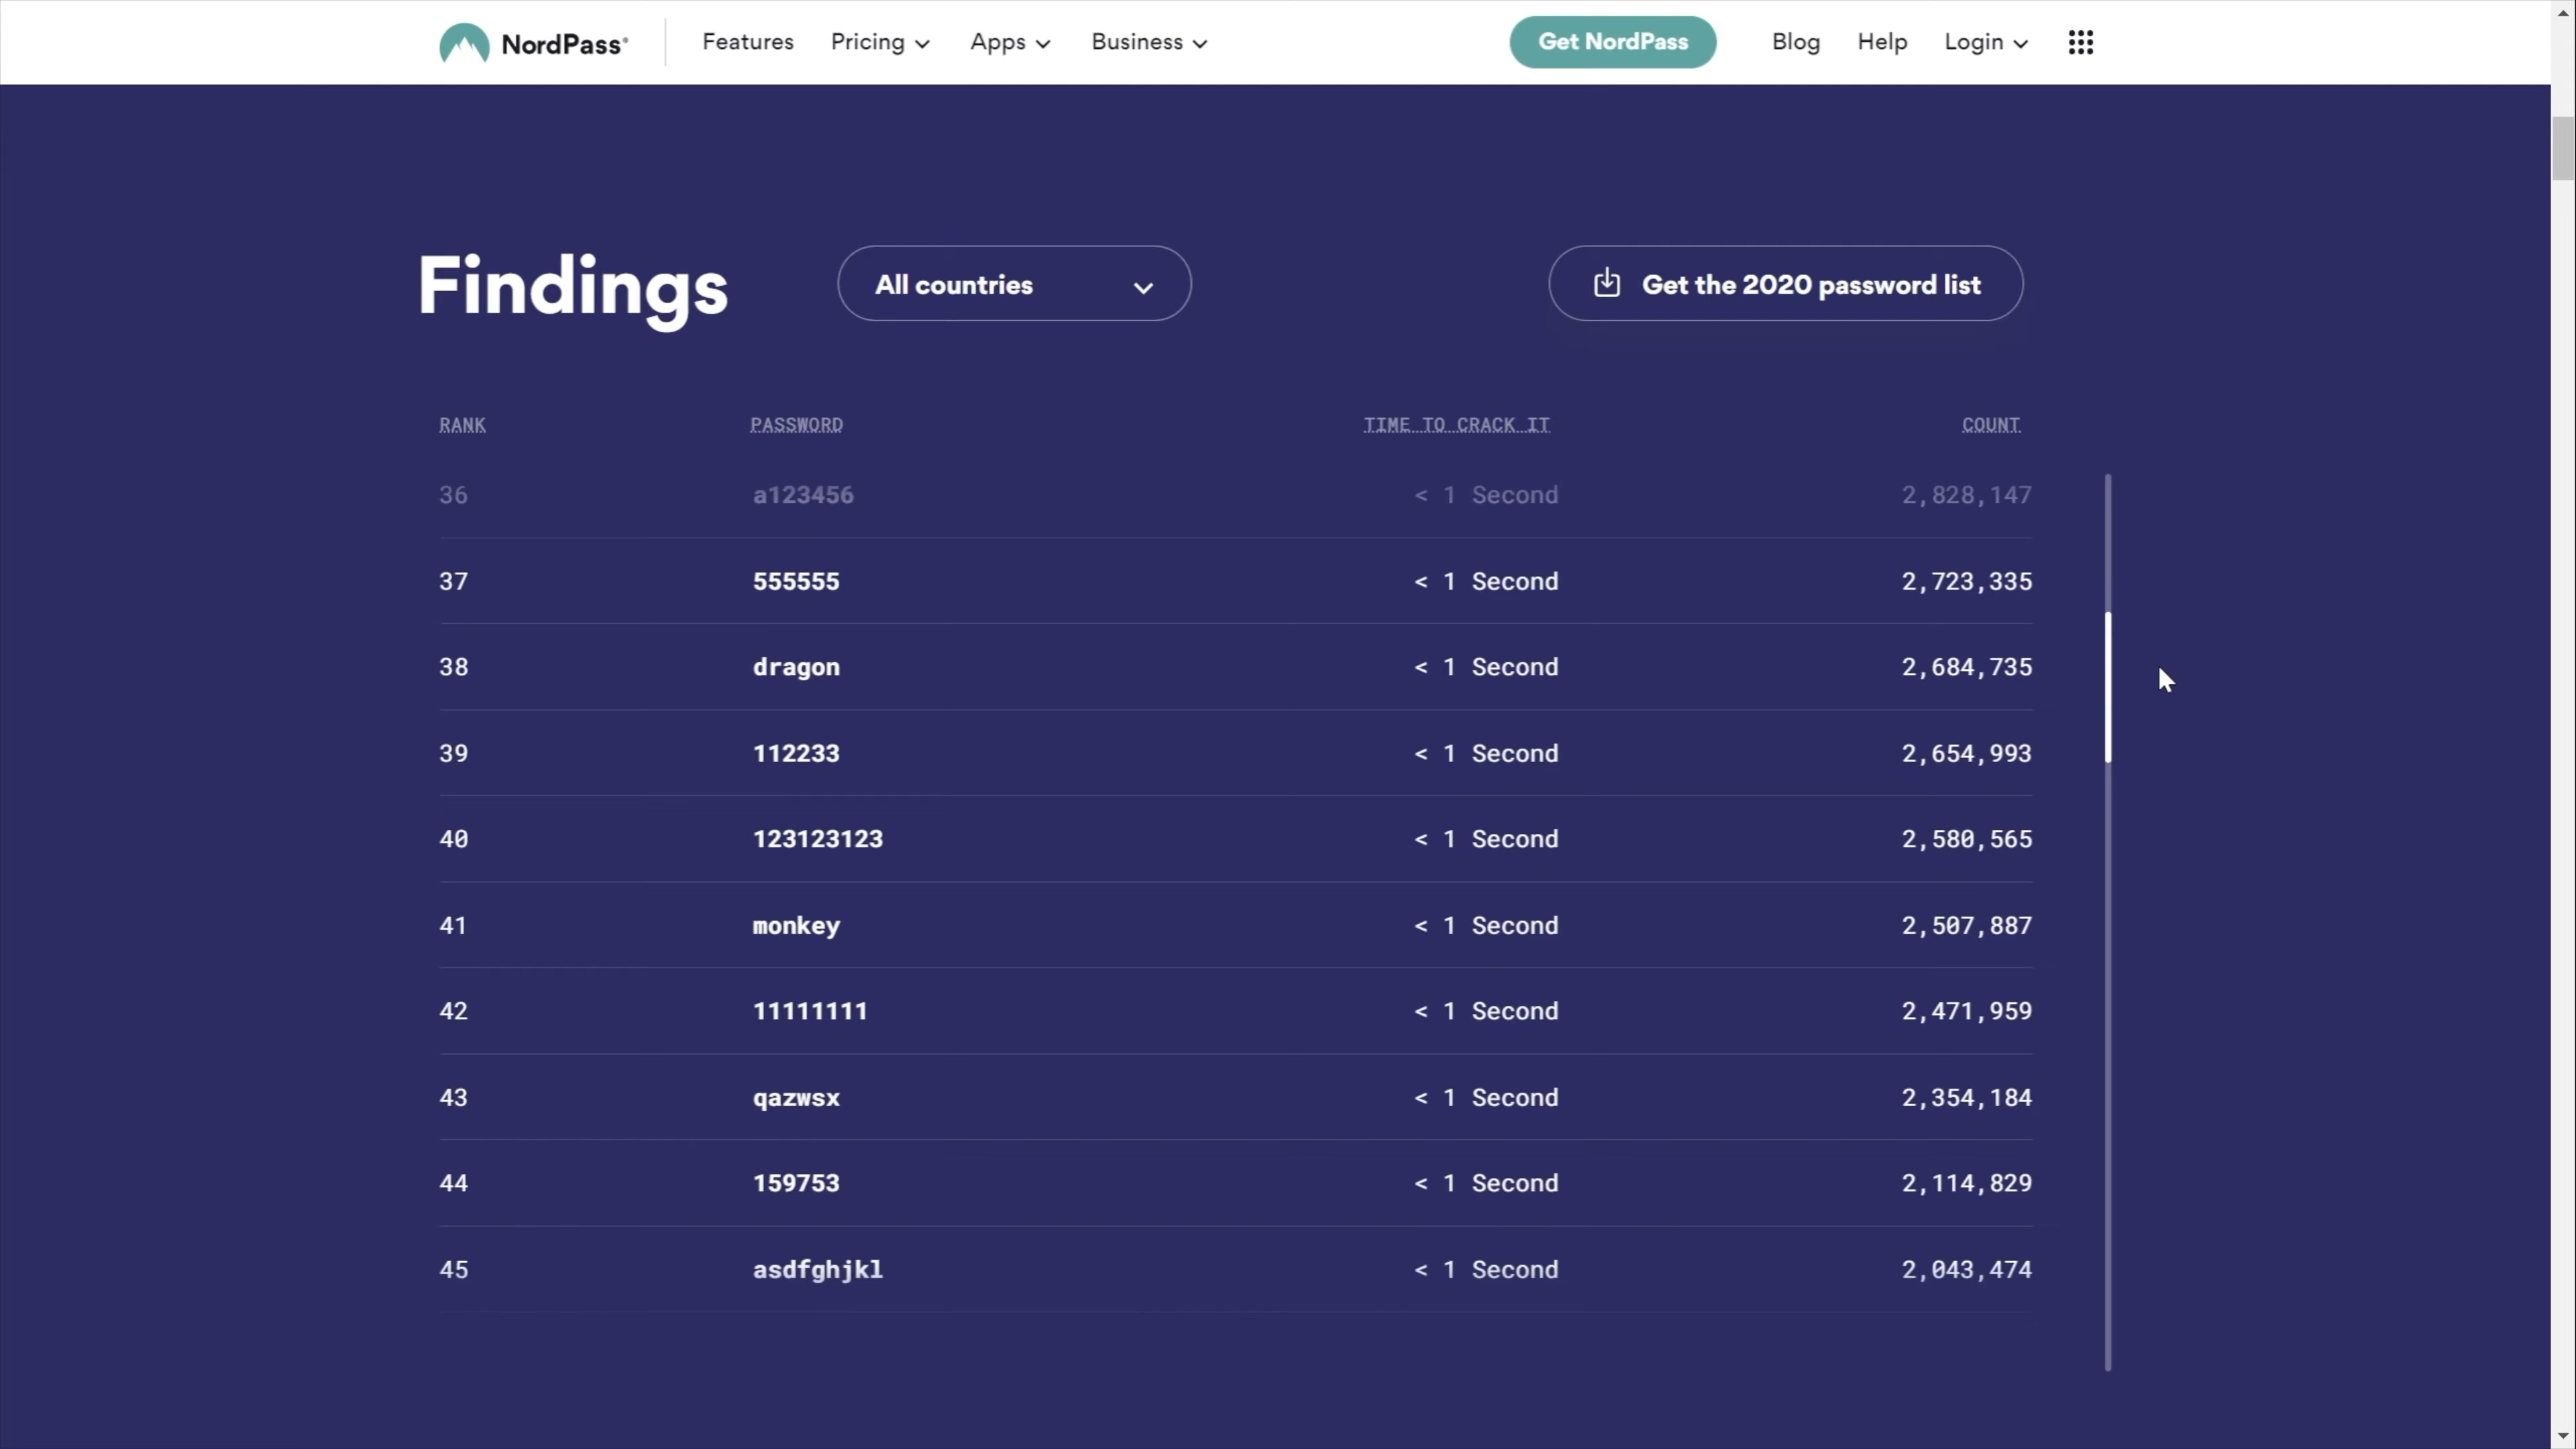 NordPass® Features Pricing Apps Business Get NordPass Blog Help Login
Findings All countries Get the 2020 password list
RANK PASSWORD TIME TO CRACK IT COUNT
36 a123456 < 1 Second 2,828,147
37 555555 < 1 Second 2,723,335
38 dragon < 1 Second 2,684,735
39 112233 < 1 Second 2,654,993
40 123123123 < 1 Second 2,580,565
41 monkey < 1 Second 2,507,887
42 11111111 < 1 Second 2,471,959
43 qazwsx < 1 Second 2,354,184
44 159753 < 1 Second 2,114,829
45 asdfghjkl < 1 Second 2,043,474